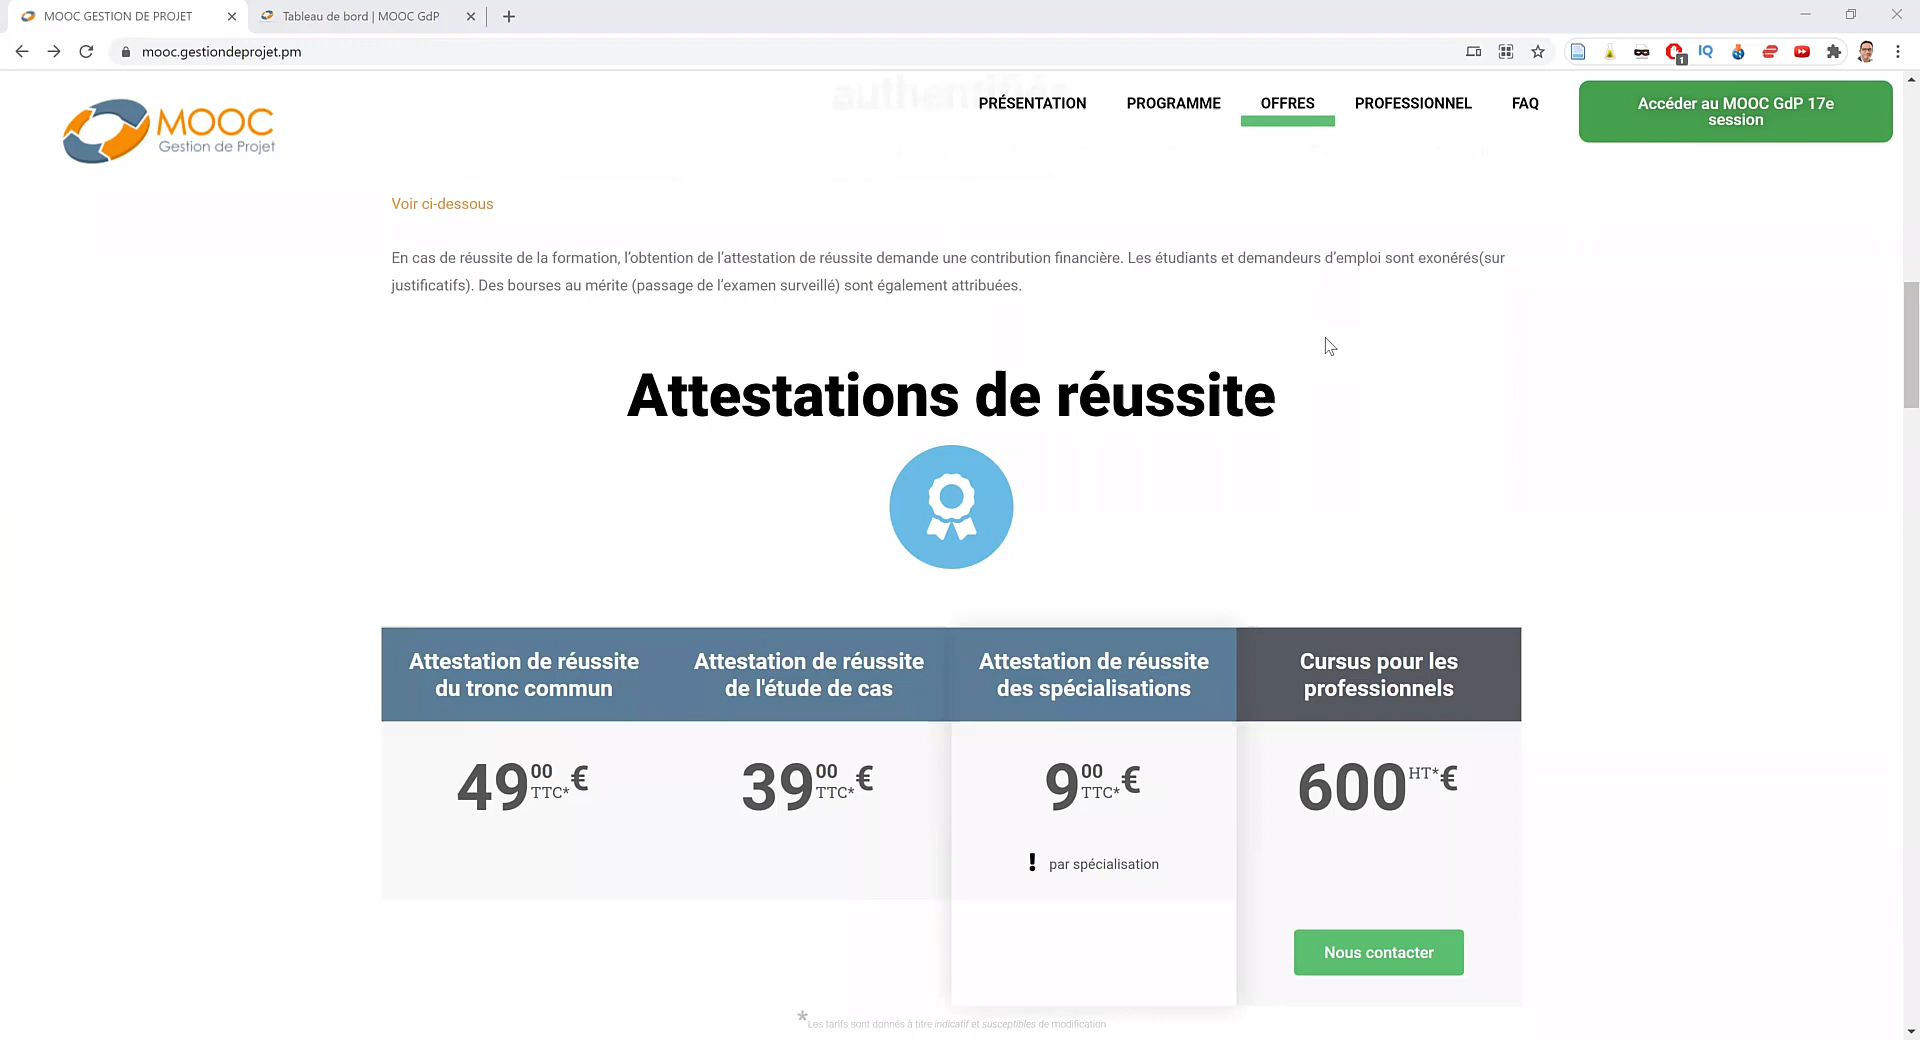 MOOC GESTION DE PROJET
Tableau de bord | MOOC GdP
mooc.gestiondeprojet.pm
1
IQ
authentifiée
MOOC
Gestion de Projet
PRÉSENTATION
PROGRAMME
OFFRES
PROFESSIONNEL
FAQ
Accéder au MOOC GdP 17e
session
Voir ci-dessous
En cas de réussite de la formation, l’obtention de l’attestation de réussite demande une contribution financière. Les étudiants et demandeurs d’emploi sont exonérés(sur
justificatifs). Des bourses au mérite (passage de l’examen surveillé) sont également attribuées.
Attestations de réussite
Attestation de réussite
du tronc commun
49 00 TTC* €
Attestation de réussite
de l'étude de cas
39 00 TTC* €
Attestation de réussite
des spécialisations
9 00 TTC* €
! par spécialisation
Cursus pour les
professionnels
600 HT* €
Nous contacter
*Les tarifs sont donnés à titre indicatif et susceptibles de modification